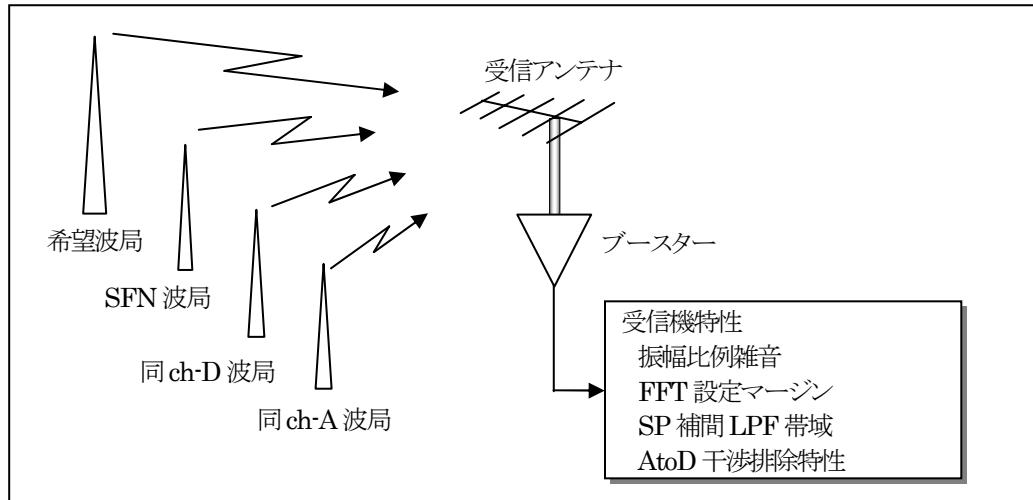 受信アンテナ
希望波局
ブースター
SFN 波局
同 ch-D 波局
同 ch-A 波局
受信機特性
振幅比例雑音
FFT 設定マージン
SP 補間 LPF 帯域
AtoD 干渉排除特性